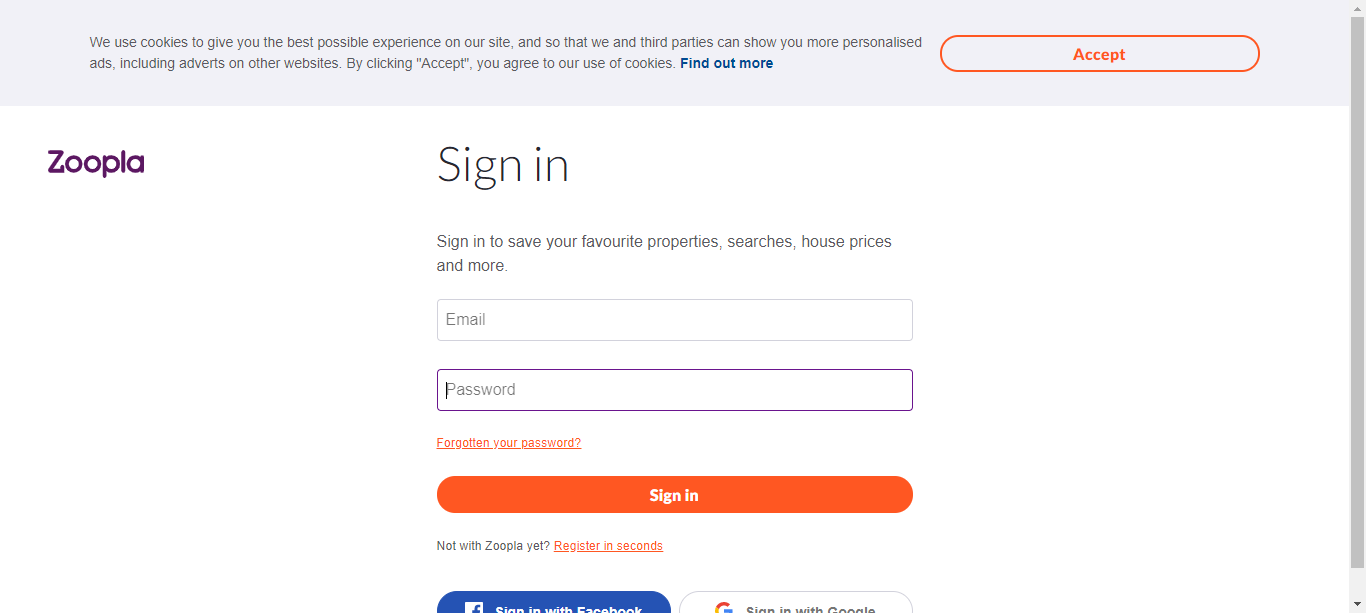 We use cookies to give you the best possible experience on our site, and so that we and third parties can show you more personalised
ads, including adverts on other websites. By clicking "Accept", you agree to our use of cookies. Find out more
Accept
Zoopla
Sign in
Sign in to save your favourite properties, searches, house prices
and more.
Email
Password
Forgotten your password?
Sign in
Not with Zoopla yet? Register in seconds
Sign in with Facebook
Sign in with Google